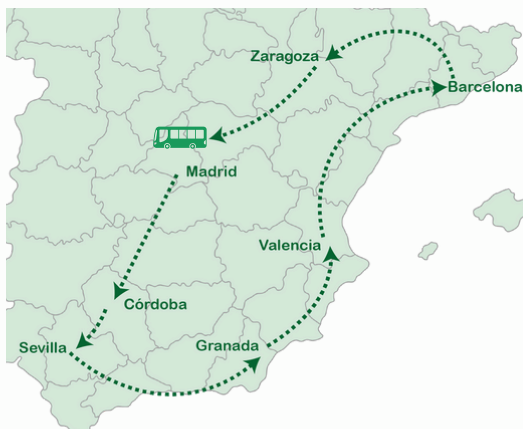 Zaragoza
Barcelona
Madrid
Valencia
Córdoba
Granada
Sevilla